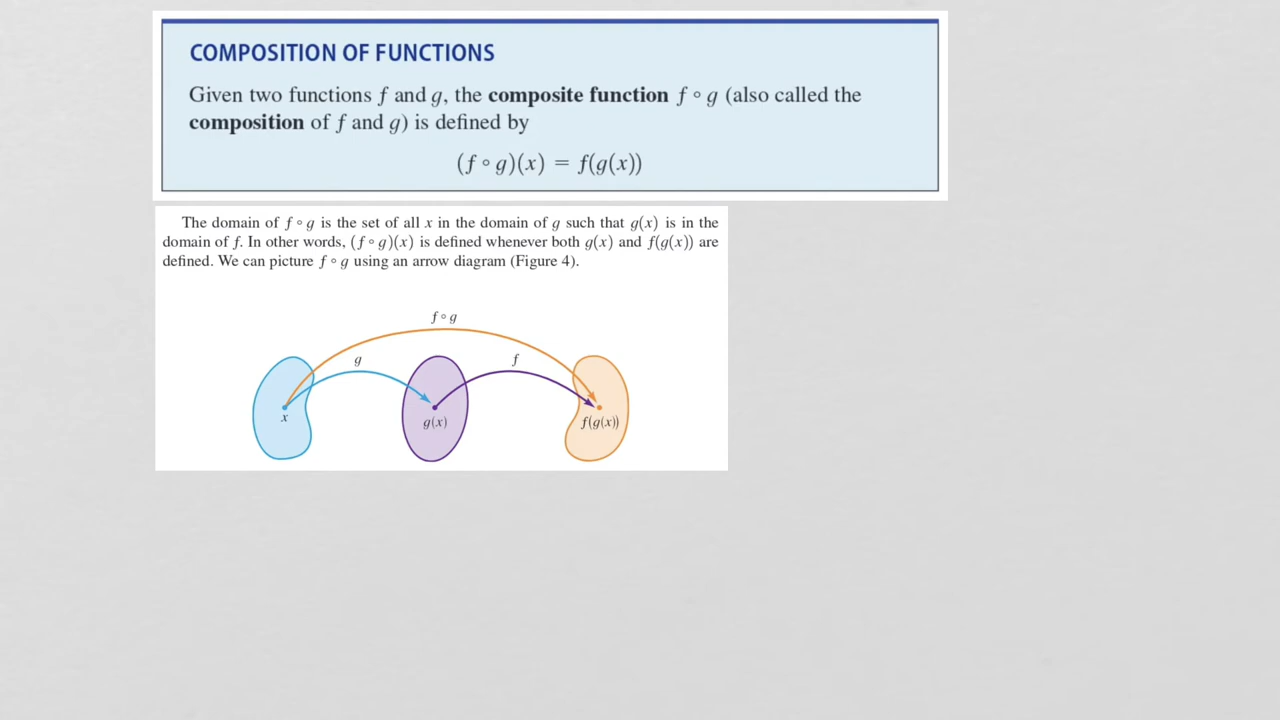 COMPOSITION OF FUNCTIONS
Given two functions f and g, the composite function f ∘ g (also called the
composition of f and g) is defined by
(f ∘ g)(x) = f(g(x))
The domain of f ∘ g is the set of all x in the domain of g such that g(x) is in the
domain of f. In other words, (f ∘ g)(x) is defined whenever both g(x) and f(g(x)) are
defined. We can picture f ∘ g using an arrow diagram (Figure 4).
f ∘ g
g
f
x
g(x)
f(g(x))